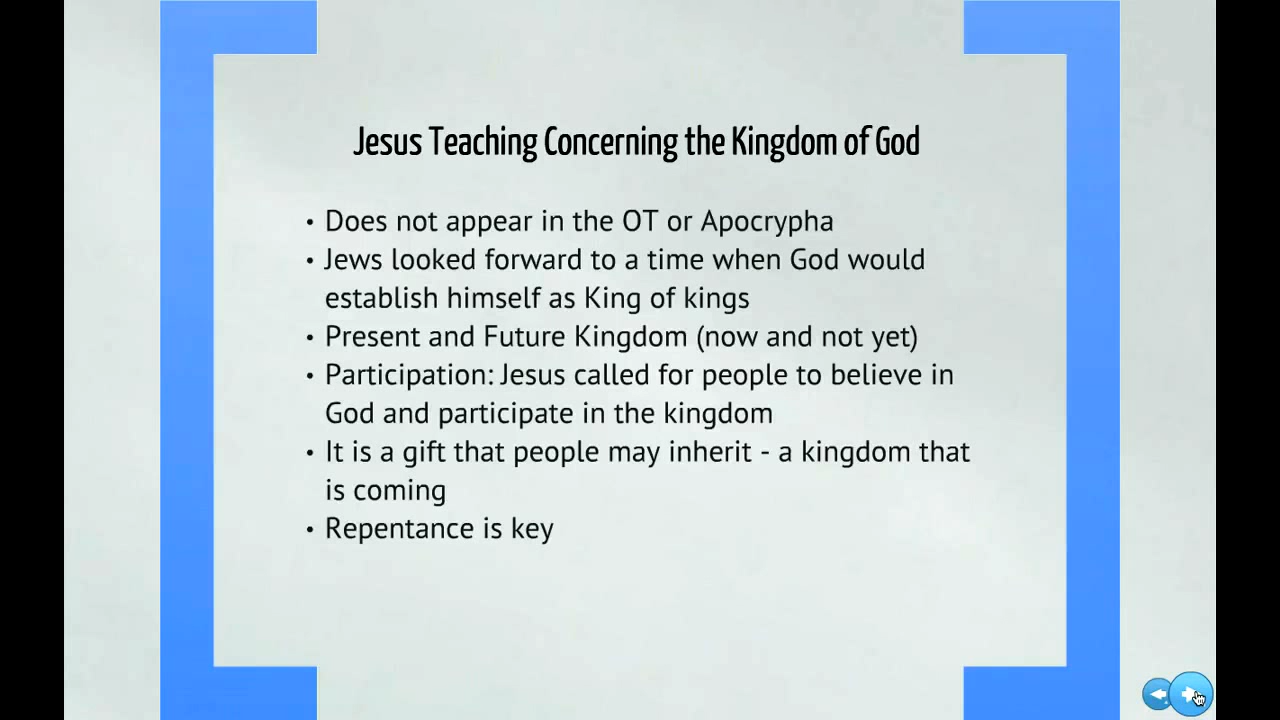 Jesus Teaching Concerning the Kingdom of God
• Does not appear in the OT or Apocrypha
• Jews looked forward to a time when God would
establish himself as King of kings
• Present and Future Kingdom (now and not yet)
• Participation: Jesus called for people to believe in
God and participate in the kingdom
• It is a gift that people may inherit - a kingdom that
is coming
• Repentance is key